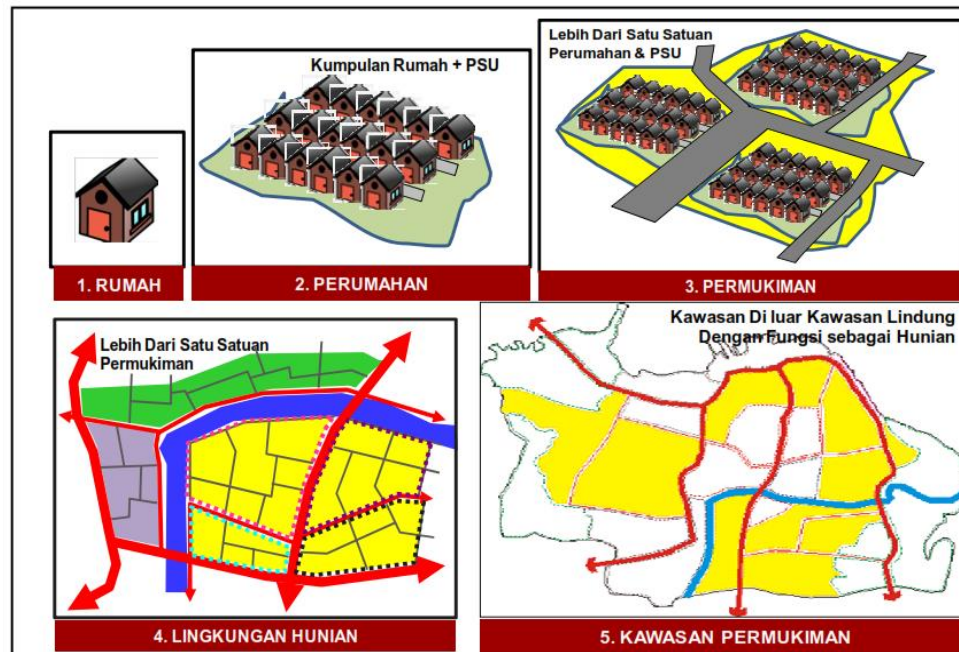 Kumpulan Rumah + PSU
Lebih Dari Satu Satuan
Perumahan & PSU
1. RUMAH
2. PERUMAHAN
3. PERMUKIMAN
Lebih Dari Satu Satuan
Permukiman
Kawasan Di luar Kawasan Lindung
Dengan Fungsi sebagai Hunian
4. LINGKUNGAN HUNIAN
5. KAWASAN PERMUKIMAN